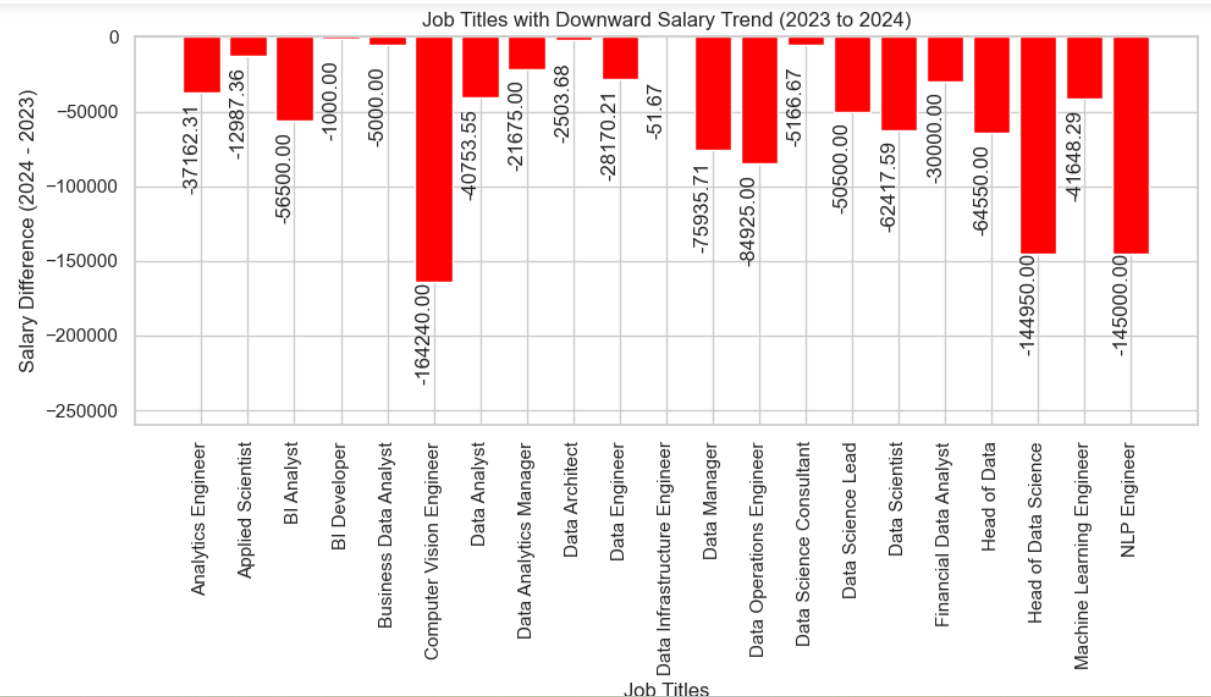 Job Titles with Downward Salary Trend (2023 to 2024)
Salary Difference (2024 - 2023)
0
−50000
−100000
−150000
−200000
−250000
-37162.31
-12987.36
-56500.00
-1000.00
-5000.00
-164240.00
-40753.55
-21675.00
-2503.68
-28170.21
-51.67
-75935.71
-84925.00
-5166.67
-50500.00
-62417.59
-30000.00
-64550.00
-144950.00
-41648.29
-145000.00
Analytics Engineer
Applied Scientist
BI Analyst
BI Developer
Business Data Analyst
Computer Vision Engineer
Data Analyst
Data Analytics Manager
Data Architect
Data Engineer
Data Infrastructure Engineer
Data Manager
Data Operations Engineer
Data Science Consultant
Data Science Lead
Data Scientist
Financial Data Analyst
Head of Data
Head of Data Science
Machine Learning Engineer
NLP Engineer
Job Titles